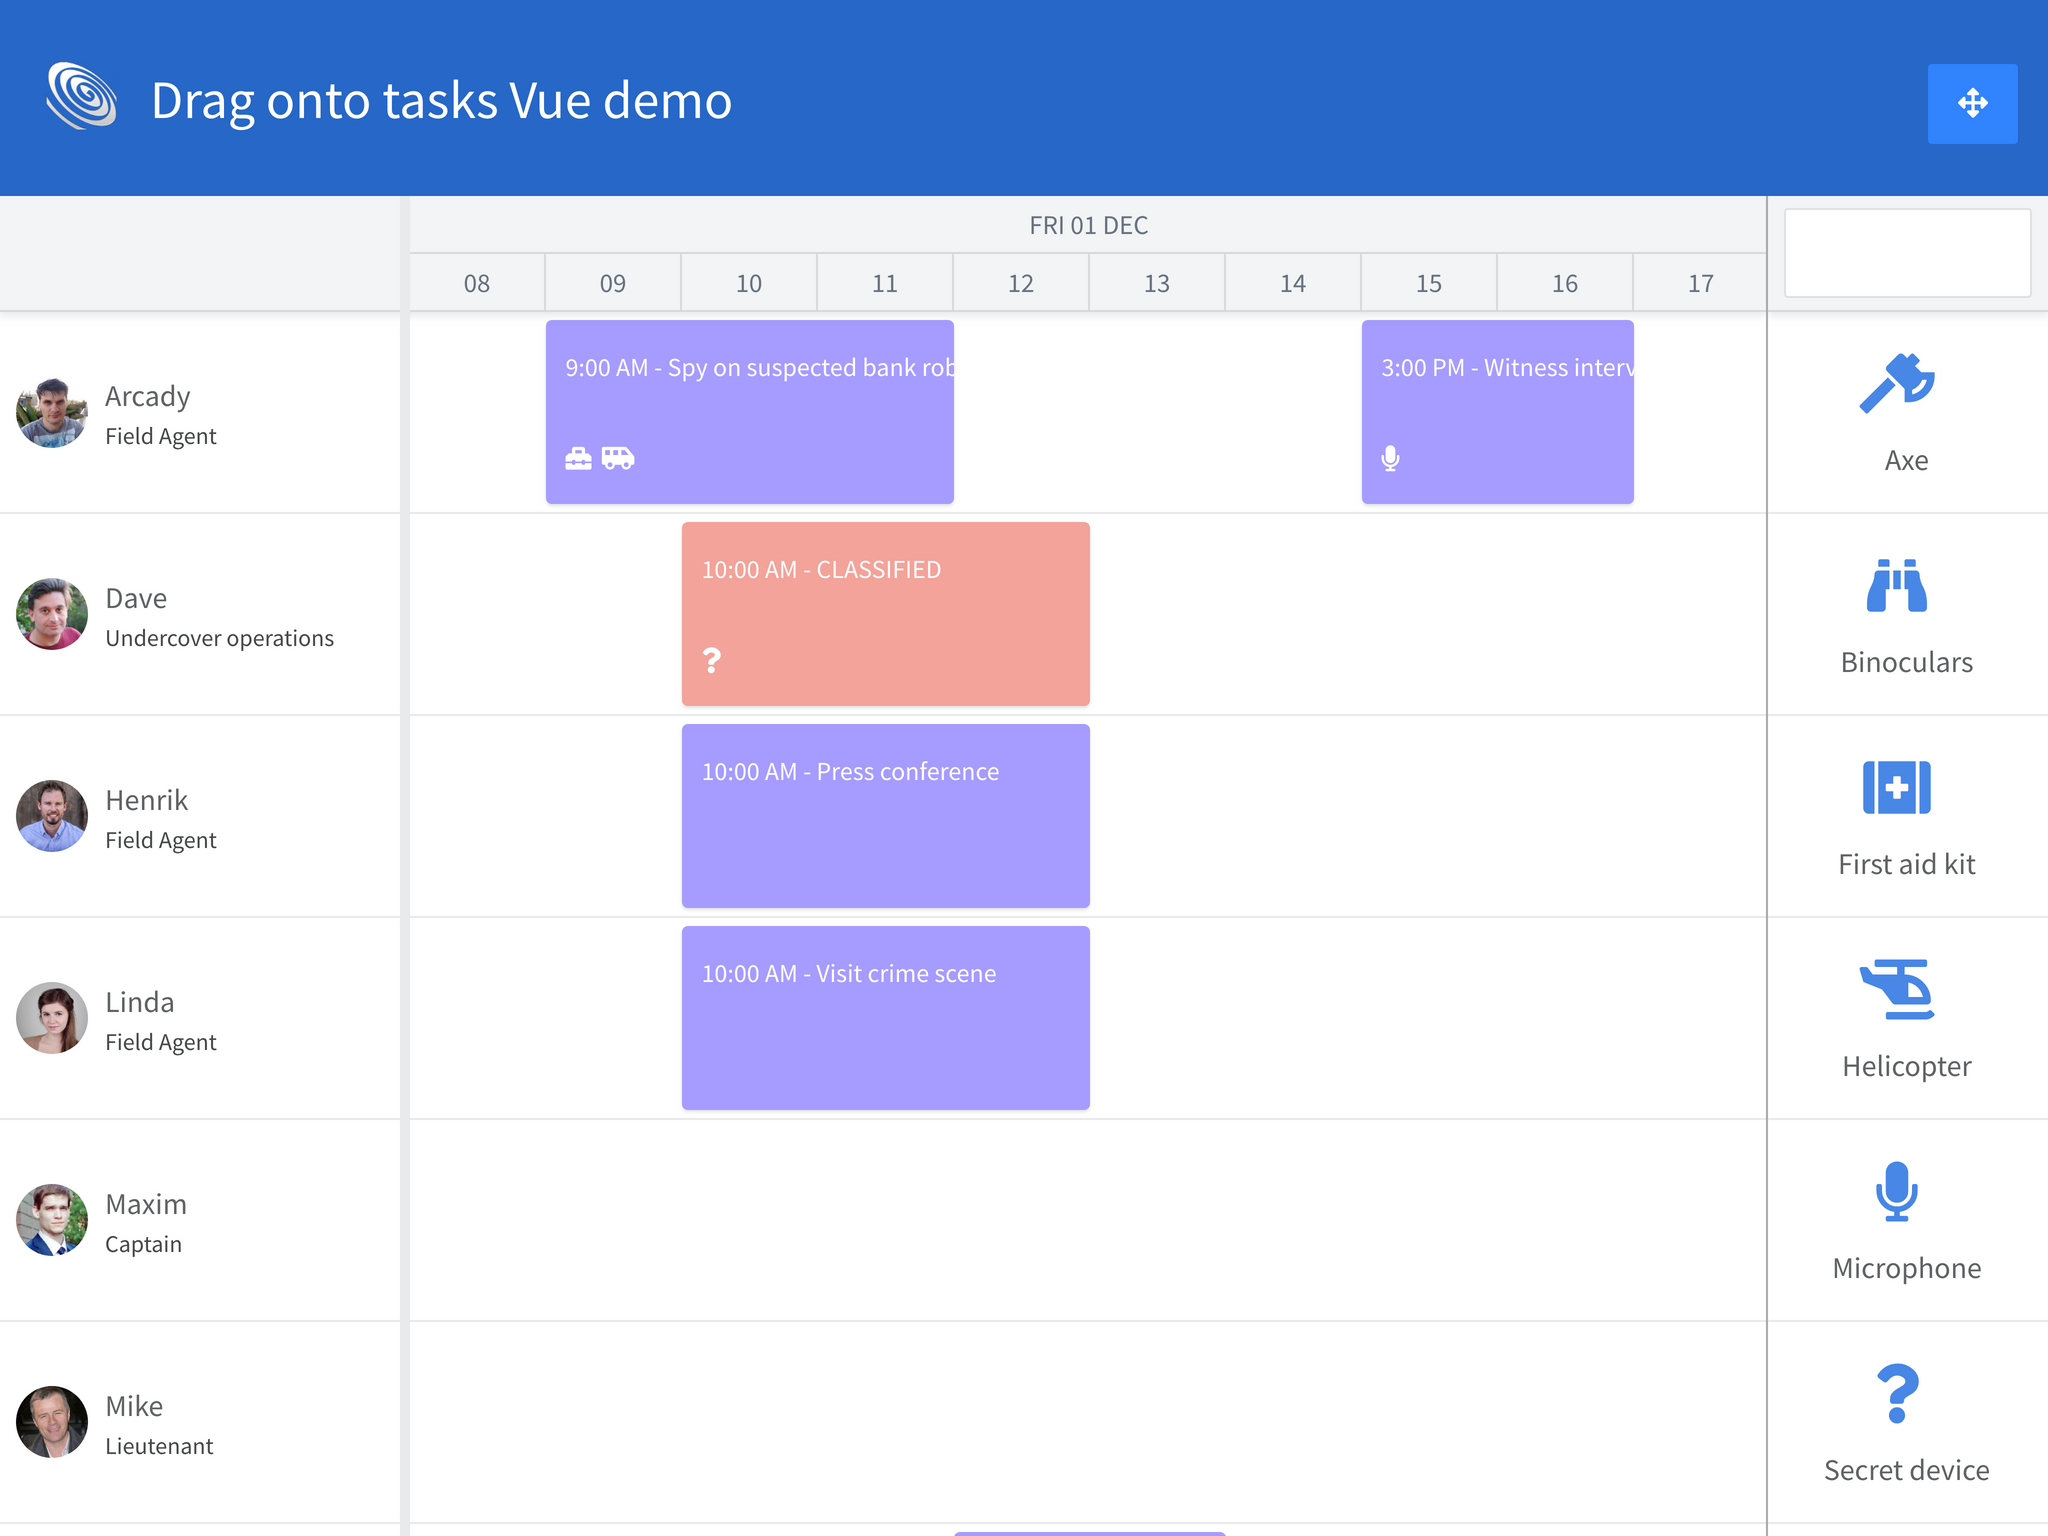 Drag onto tasks Vue demo
FRI 01 DEC
08 09 10 11 12 13 14 15 16 17
Arcady
Field Agent
9:00 AM - Spy on suspected bank rob
3:00 PM - Witness interv
Axe
Dave
Undercover operations
10:00 AM - CLASSIFIED
?
Binoculars
Henrik
Field Agent
10:00 AM - Press conference
First aid kit
Linda
Field Agent
10:00 AM - Visit crime scene
Helicopter
Maxim
Captain
Microphone
Mike
Lieutenant
?
Secret device